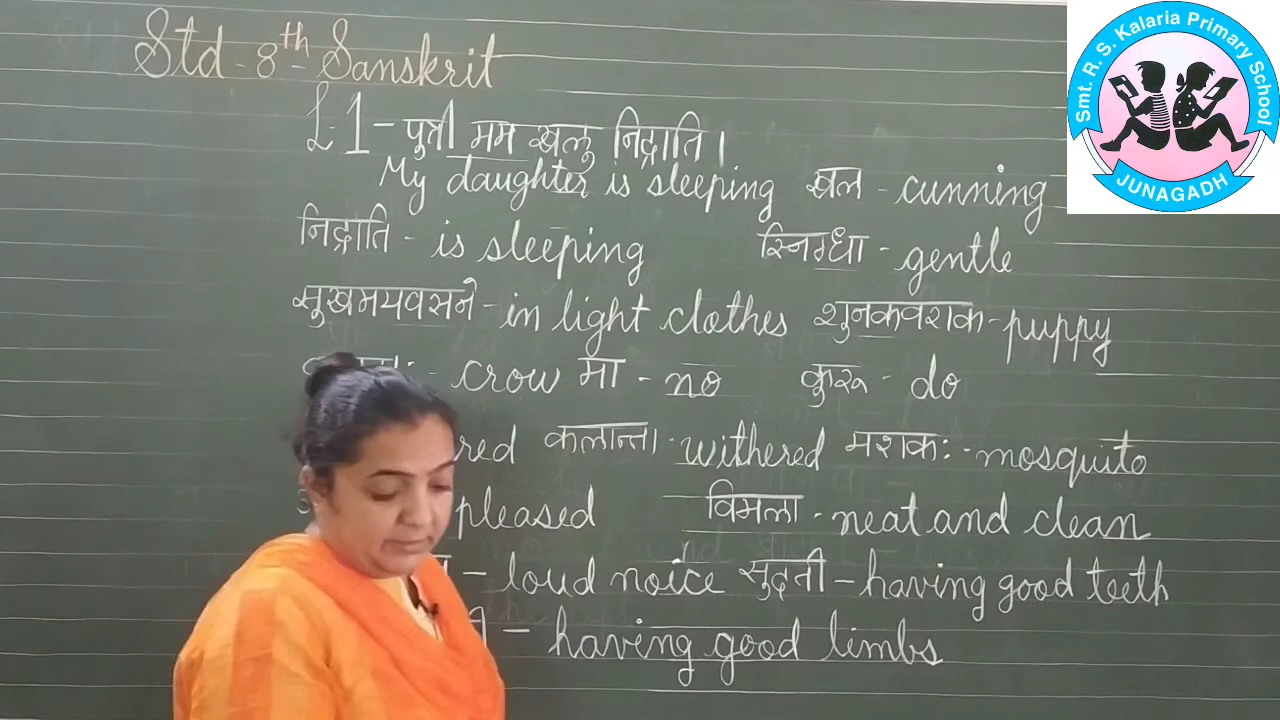 Std - 8th - Sanskrit
L-1 - पुत्री मम खलु निद्राति ।
My daughter is sleeping खल - cunning
निद्राति - is sleeping स्निग्धा - gentle
सुखमयवसने - in light clothes शुनकवशक - puppy
crow मा - no कुरू - do
कलान्ता - withered मशकः - mosquito
pleased विमला - neat and clean
- loud noice सुदती - having good teeth
- having good limbs
Smt. R. S. Kalaria Primary School
JUNAGADH